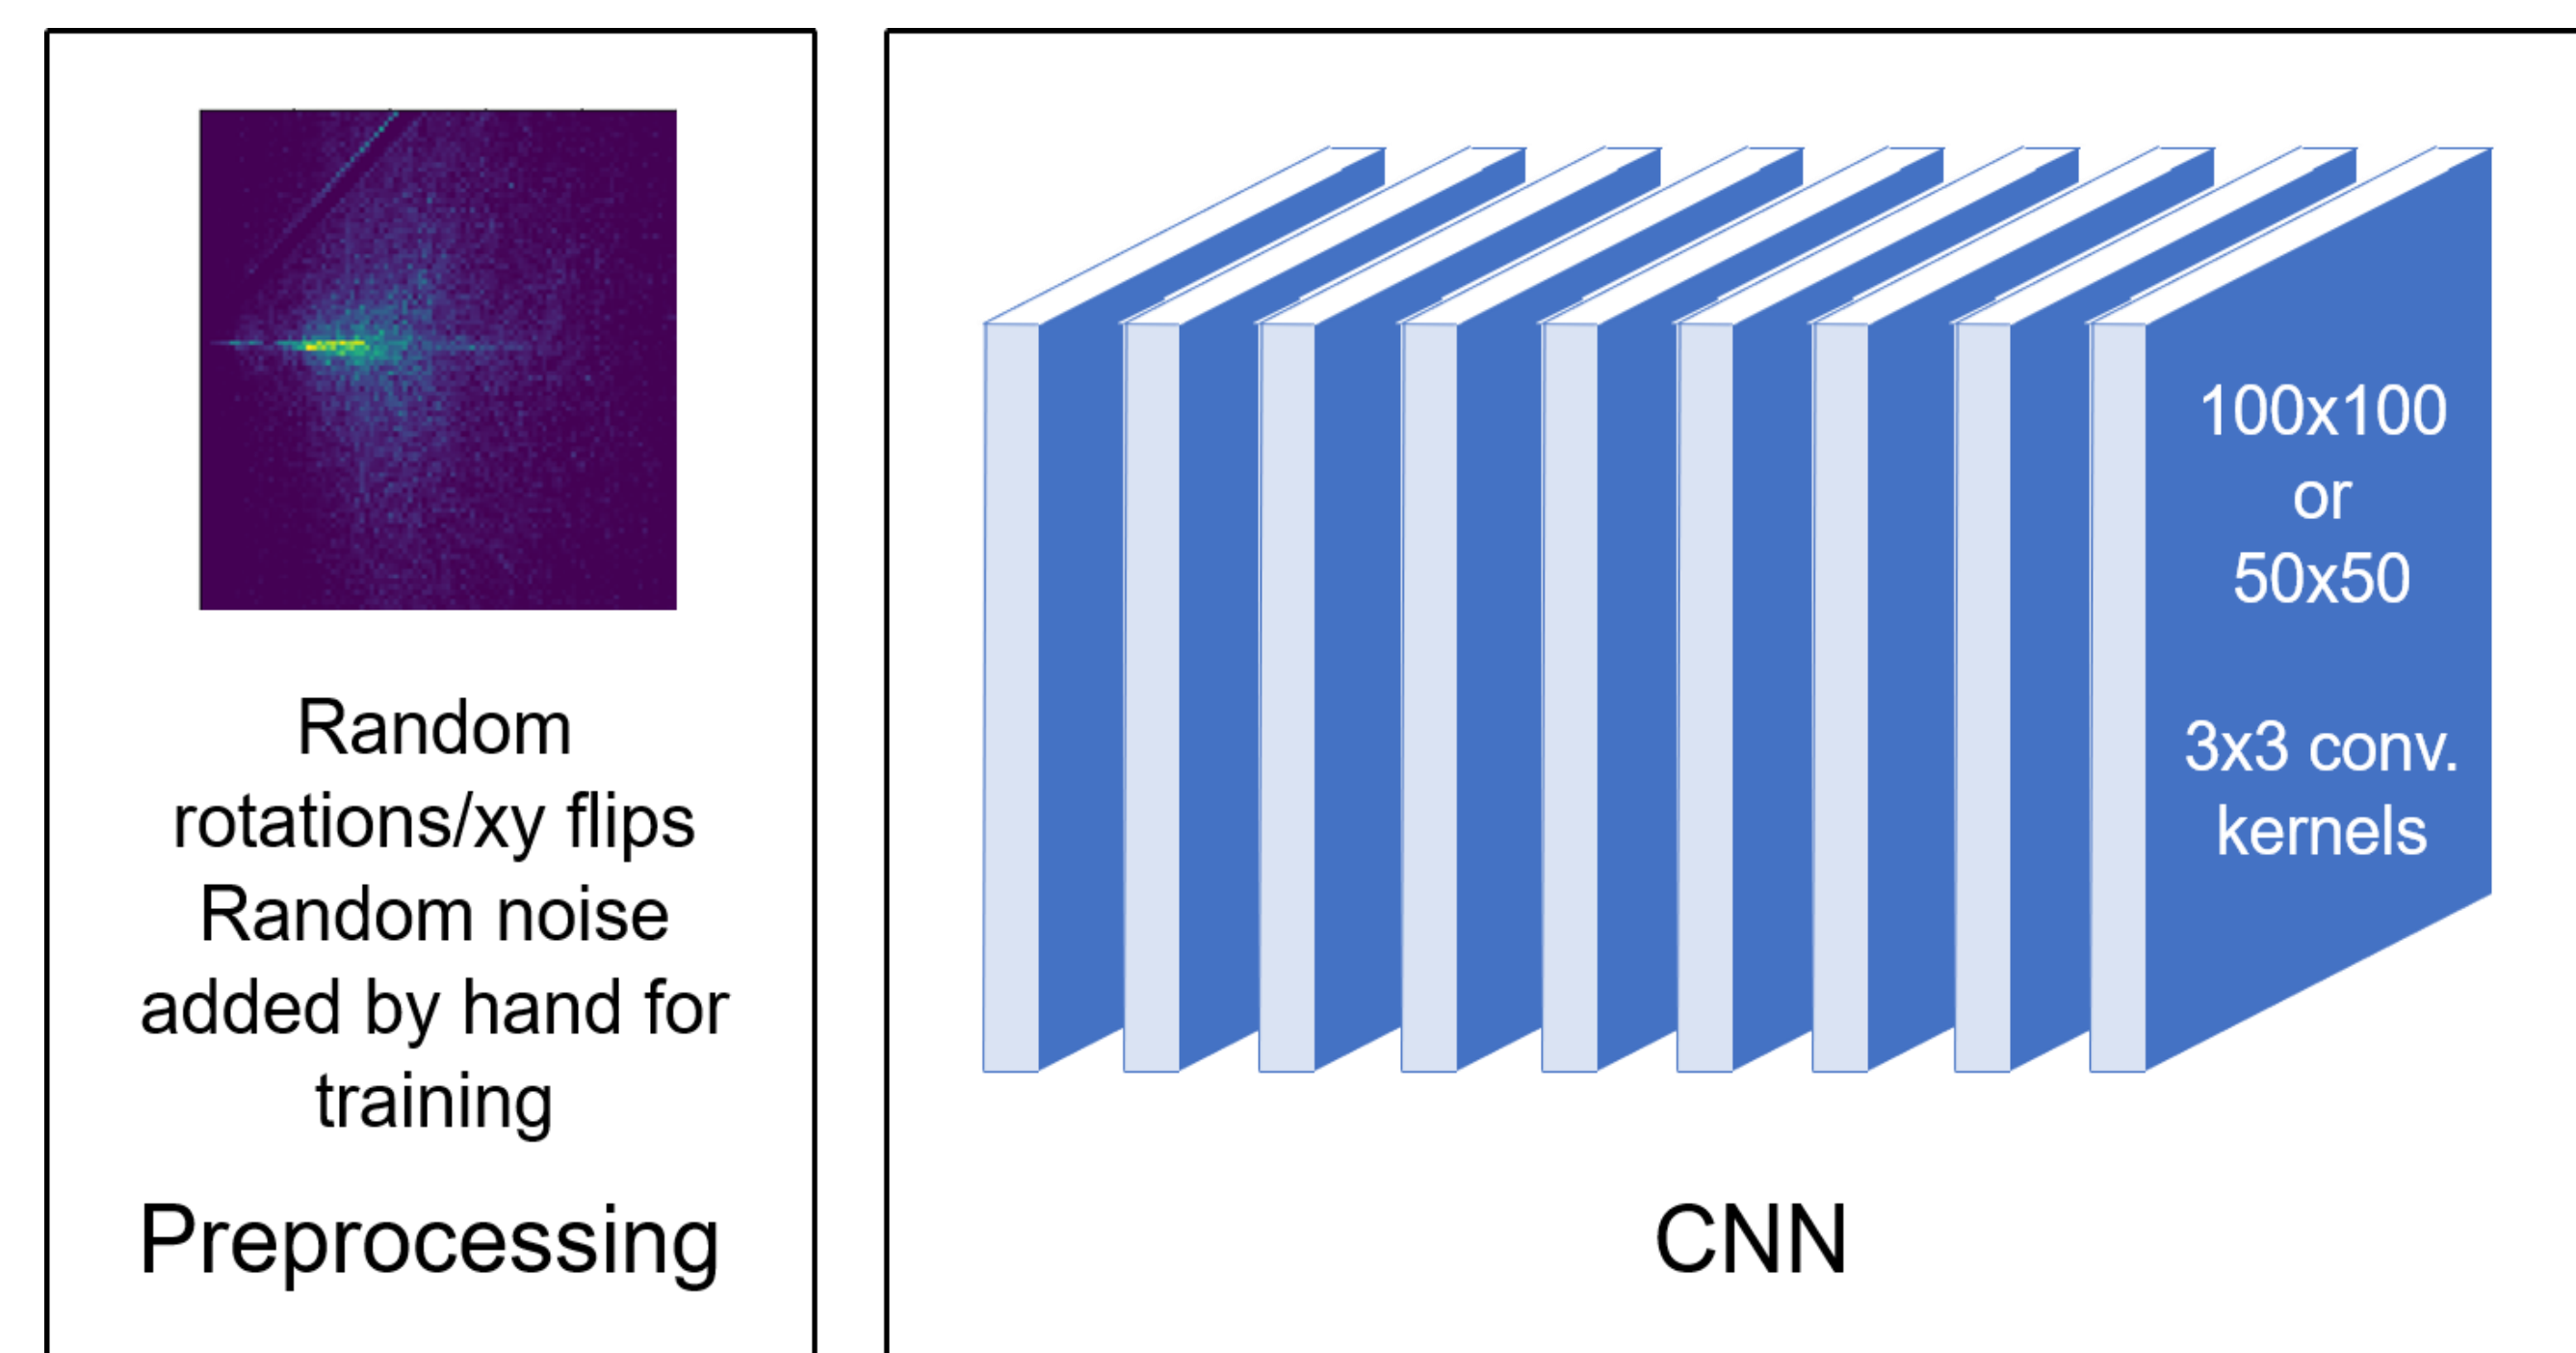 Random
rotations/xy flips
Random noise
added by hand for
training
Preprocessing
100x100
or
50x50
3x3 conv.
kernels
CNN